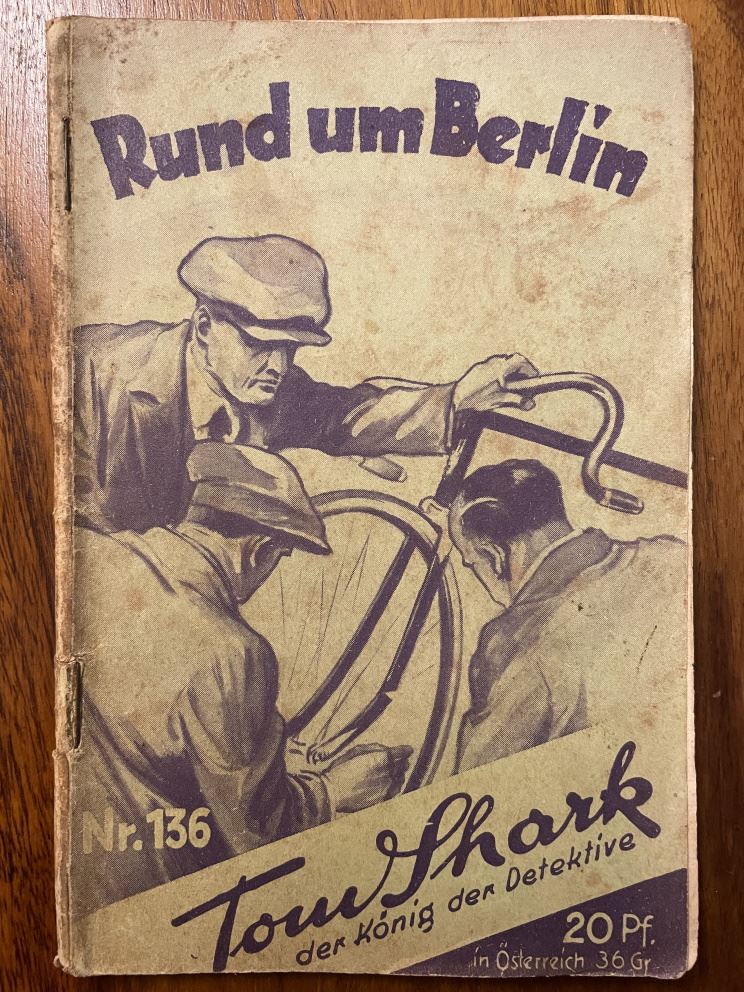 Rund um Berlin
Nr. 136
Tom Shark
der König der Detektive
20 Pf.
in Österreich 36 Gr